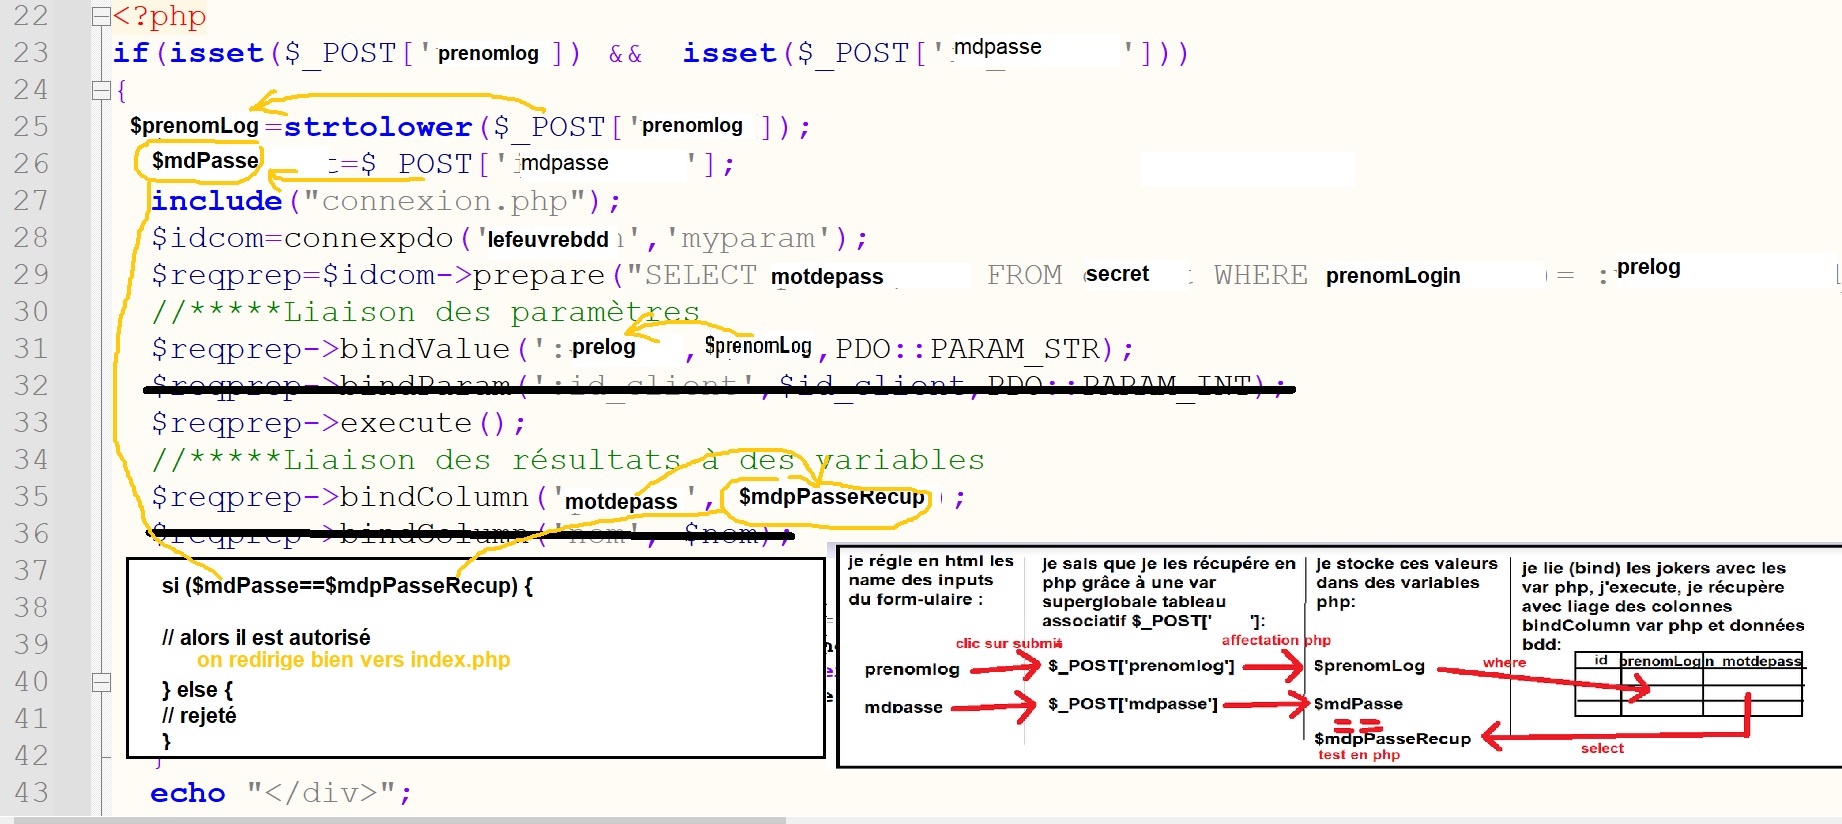 22 <?php
23 if(isset($_POST['prenomlog ]) && isset($_POST[' mdpasse ']))
24 {
25 $prenomLog=strtolower($_POST['prenomlog ]);
26 $mdPasse t=$_POST[' mdpasse '];
27 include("connexion.php");
28 $idcom=connexpdo('lefeuvrebdd ','myparam');
29 $reqprep=$idcom->prepare("SELECT motdepass FROM secret WHERE prenomLogin = : prelog
30 //*****Liaison des paramètres
31 $reqprep->bindValue(': prelog , $prenomLog ,PDO::PARAM_STR);
32 $reqprep->bindParam(':id_client',$id_client,PDO::PARAM_INT);
33 $reqprep->execute();
34 //*****Liaison des résultats à des variables
35 $reqprep->bindColumn(' motdepass ', $mdpPasseRecup );
36 $reqprep->bindColumn('nom', $nom);
37
38
39
40
41
42 }
43 echo "</div>";
si ($mdPasse==$mdpPasseRecup) {
// alors il est autorisé
on redirige bien vers index.php
} else {
// rejeté
}
je régle en html les
name des inputs
du form-ulaire :
prenomlog
mdpasse
clic sur submit
je sais que je les récupére en
php grâce à une var
superglobale tableau
associatif $_POST[' ']:
$_POST['prenomlog']
$_POST['mdpasse']
affectation php
je stocke ces valeurs
dans des variables
php:
$prenomLog
$mdPasse
==
$mdpPasseRecup
test en php
je lie (bind) les jokers avec les
var php, j'execute, je récupère
avec liage des colonnes
bindColumn var php et données
bdd:
where
id prenomLogin motdepass
select